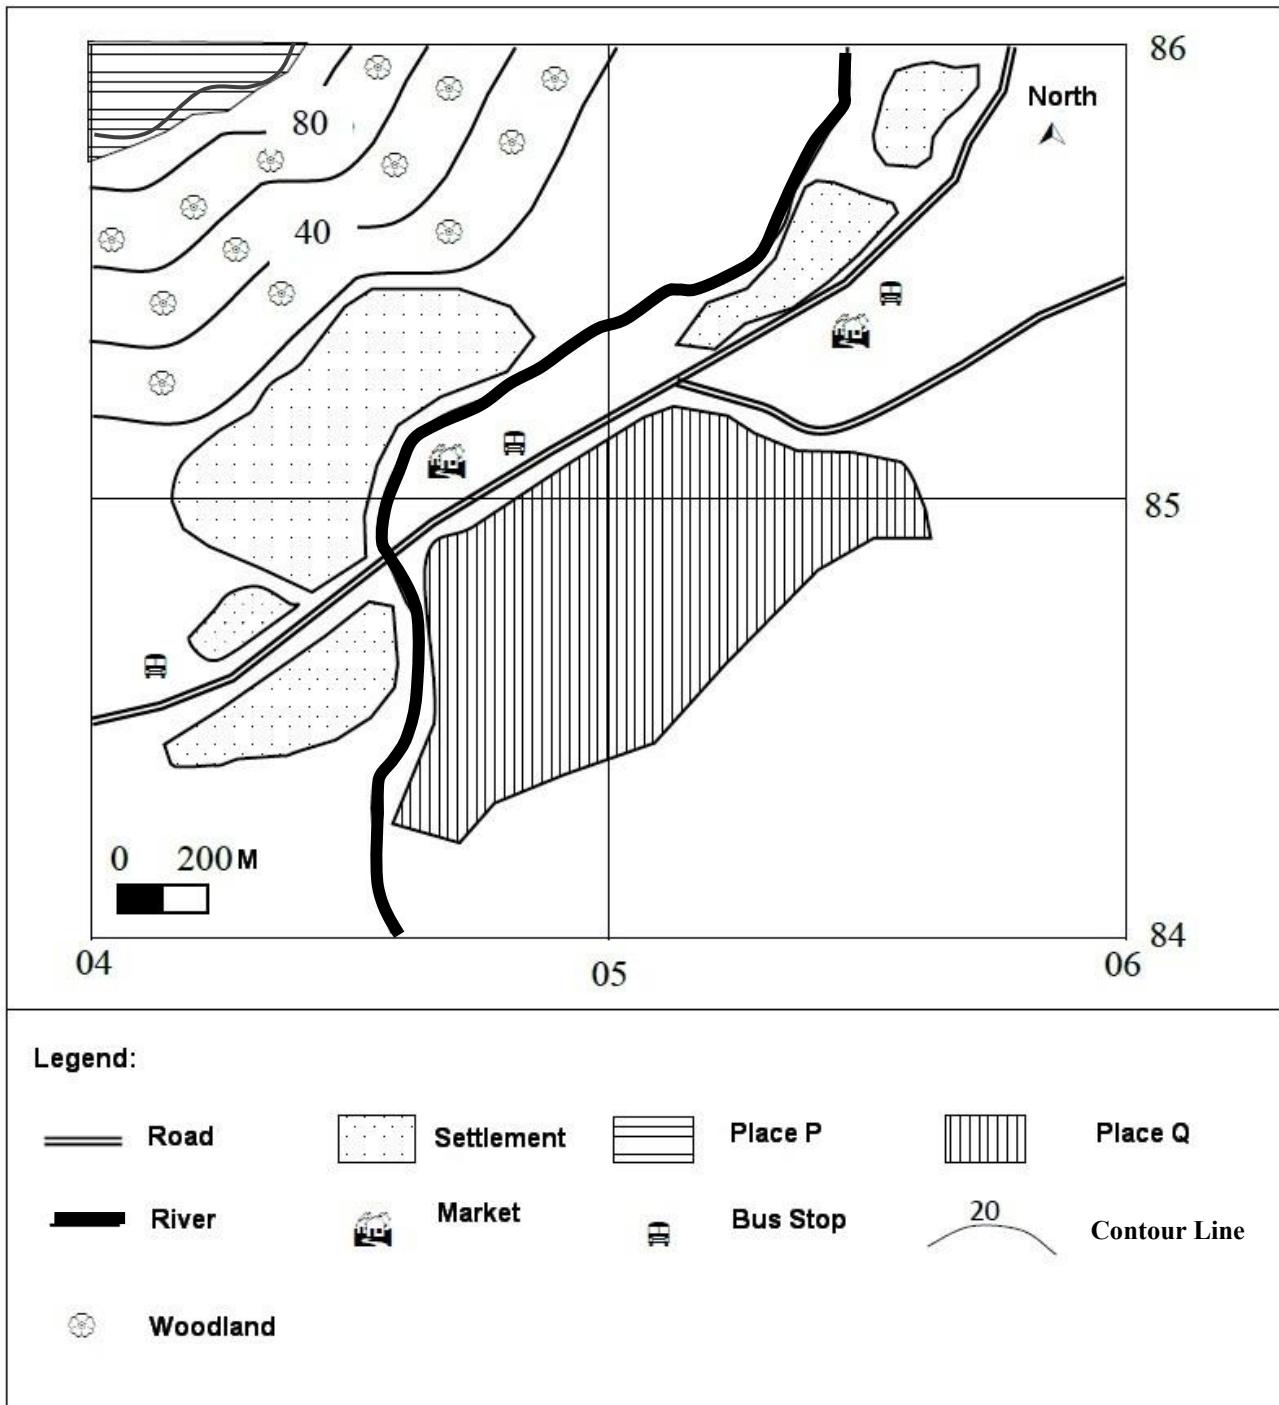 86
North
80
40
85
0 200 M
84
04 05 06
Legend:
Road Settlement Place P Place Q
River Market Bus Stop 20 Contour Line
Woodland